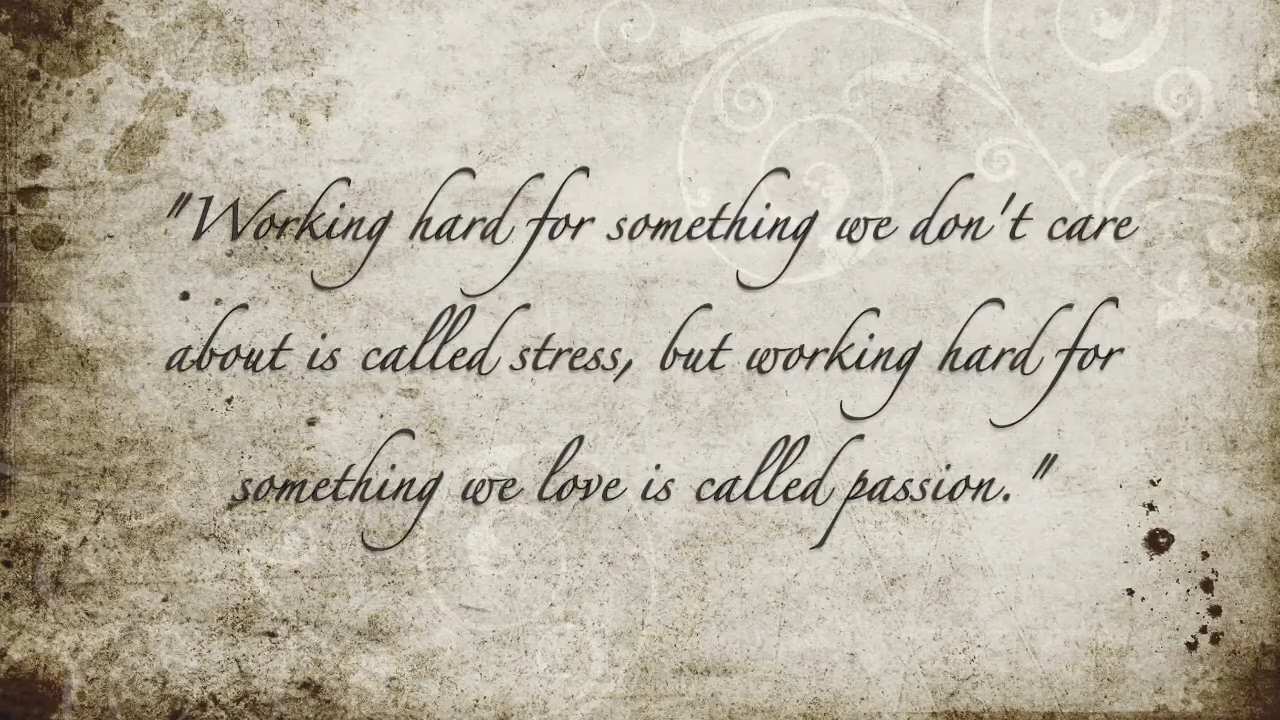 "Working hard for something we don't care
about is called stress, but working hard for
something we love is called passion."